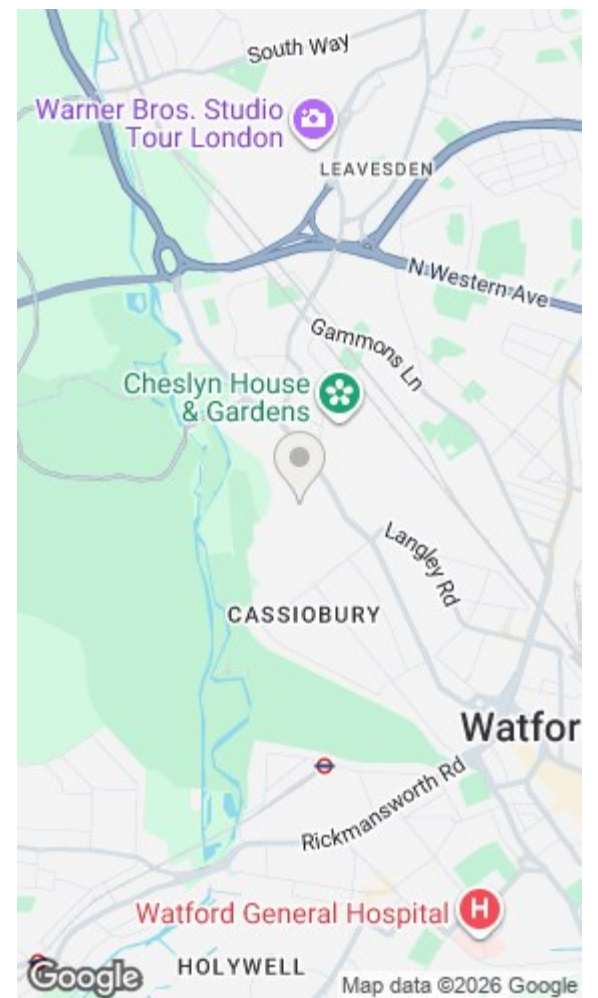 South Way
Warner Bros. Studio
Tour London
LEAVESDEN
N Western Ave
Gammons Ln
Cheslyn House
& Gardens
Langley Rd
CASSIOBURY
Watfor
Rickmansworth Rd
Watford General Hospital
H
HOLYWELL
Google
Map data ©2026 Google